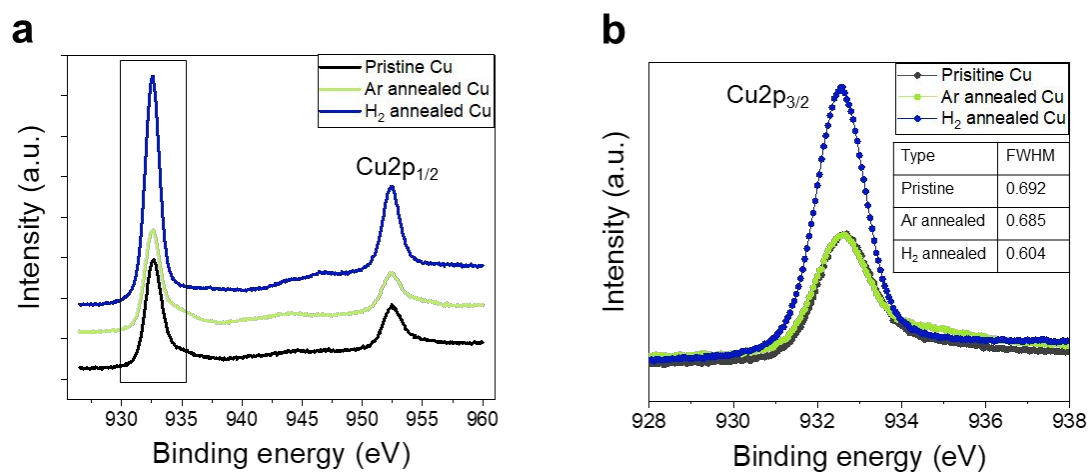 a
Pristine Cu
Ar annealed Cu
H₂ annealed Cu
Cu2p₁/₂
Intensity (a.u.)
930 935 940 945 950 955 960
Binding energy (eV)
b
Cu2p₃/₂
Prisitine Cu
Ar annealed Cu
H₂ annealed Cu
Type FWHM
Pristine 0.692
Ar annealed 0.685
H₂ annealed 0.604
Intensity (a.u.)
928 930 932 934 936 938
Binding energy (eV)